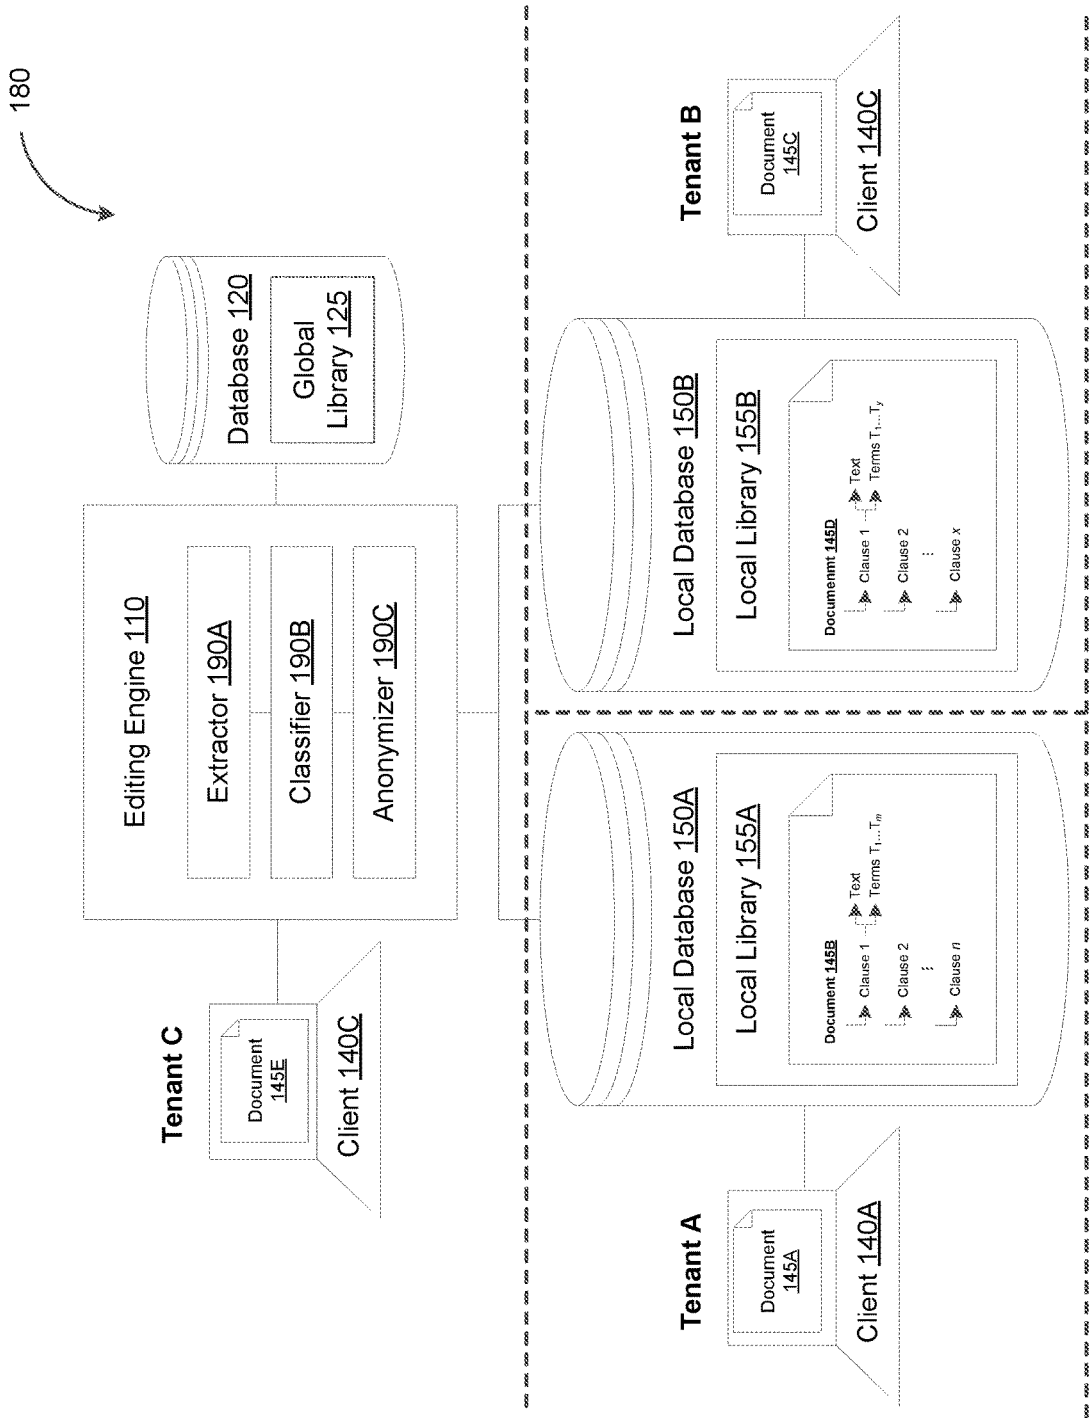 180
Tenant C
Document
145E
Client 140C
Editing Engine 110
Extractor 190A
Classifier 190B
Anonymizer 190C
Database 120
Global
Library 125
Tenant A
Document
145A
Client 140A
Local Database 150A
Local Library 155A
Document 145B
Clause 1
Text
Terms T₁...Tₘ
Clause 2
⋮
Clause n
Local Database 150B
Local Library 155B
Documenmt 145D
Clause 1
Text
Terms T₁...Tᵧ
Clause 2
⋮
Clause x
Tenant B
Document
145C
Client 140C